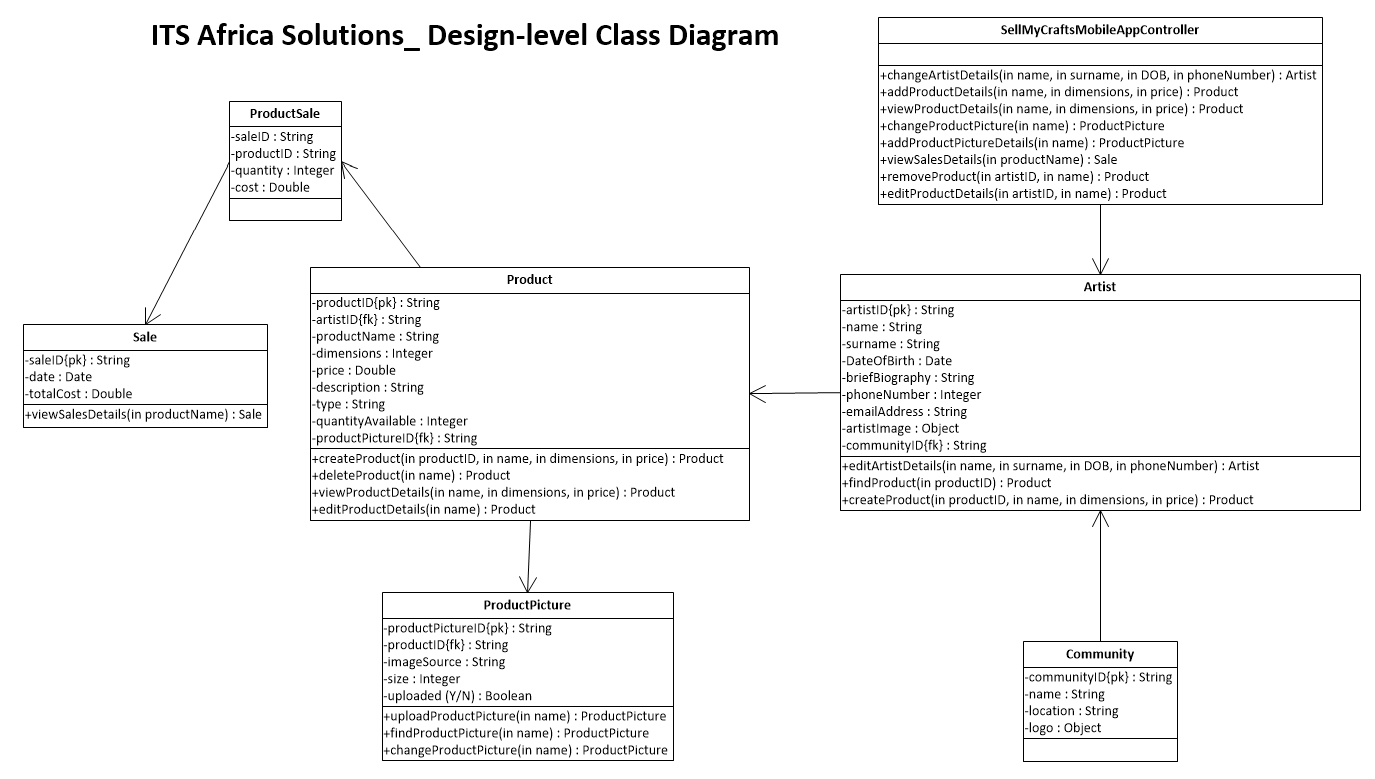 ITS Africa Solutions_ Design-level Class Diagram
SellMyCraftsMobileAppController
+changeArtistDetails(in name, in surname, in DOB, in phoneNumber) : Artist
+addProductDetails(in name, in dimensions, in price) : Product
+viewProductDetails(in name, in dimensions, in price) : Product
+changeProductPicture(in name) : ProductPicture
+addProductPictureDetails(in name) : ProductPicture
+viewSalesDetails(in productName) : Sale
+removeProduct(in artistID, in name) : Product
+editProductDetails(in artistID, in name) : Product
ProductSale
-saleID : String
-productID : String
-quantity : Integer
-cost : Double
Product
-productID{pk} : String
-artistID{fk} : String
-productName : String
-dimensions : Integer
-price : Double
-description : String
-type : String
-quantityAvailable : Integer
-productPictureID{fk} : String
+createProduct(in productID, in name, in dimensions, in price) : Product
+deleteProduct(in name) : Product
+viewProductDetails(in name, in dimensions, in price) : Product
+editProductDetails(in name) : Product
Artist
-artistID{pk} : String
-name : String
-surname : String
-DateOfBirth : Date
-briefBiography : String
-phoneNumber : Integer
-emailAddress : String
-artistImage : Object
-communityID{fk} : String
+editArtistDetails(in name, in surname, in DOB, in phoneNumber) : Artist
+findProduct(in productID) : Product
+createProduct(in productID, in name, in dimensions, in price) : Product
Sale
-saleID{pk} : String
-date : Date
-totalCost : Double
+viewSalesDetails(in productName) : Sale
ProductPicture
-productPictureID{pk} : String
-productID{fk} : String
-imageSource : String
-size : Integer
-uploaded (Y/N) : Boolean
+uploadProductPicture(in name) : ProductPicture
+findProductPicture(in name) : ProductPicture
+changeProductPicture(in name) : ProductPicture
Community
-communityID{pk} : String
-name : String
-location : String
-logo : Object